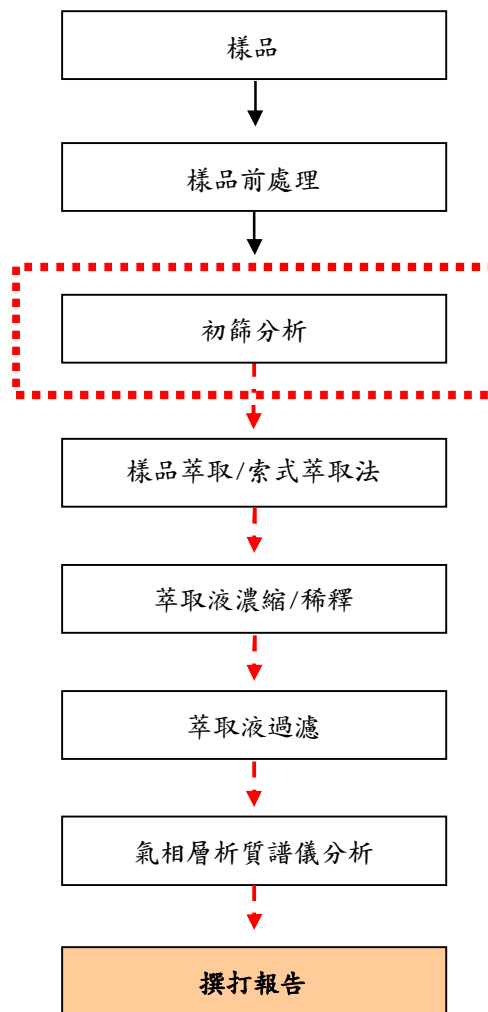 樣品
樣品前處理
初篩分析
樣品萃取/索式萃取法
萃取液濃縮/稀釋
萃取液過濾
氣相層析質譜儀分析
撰打報告